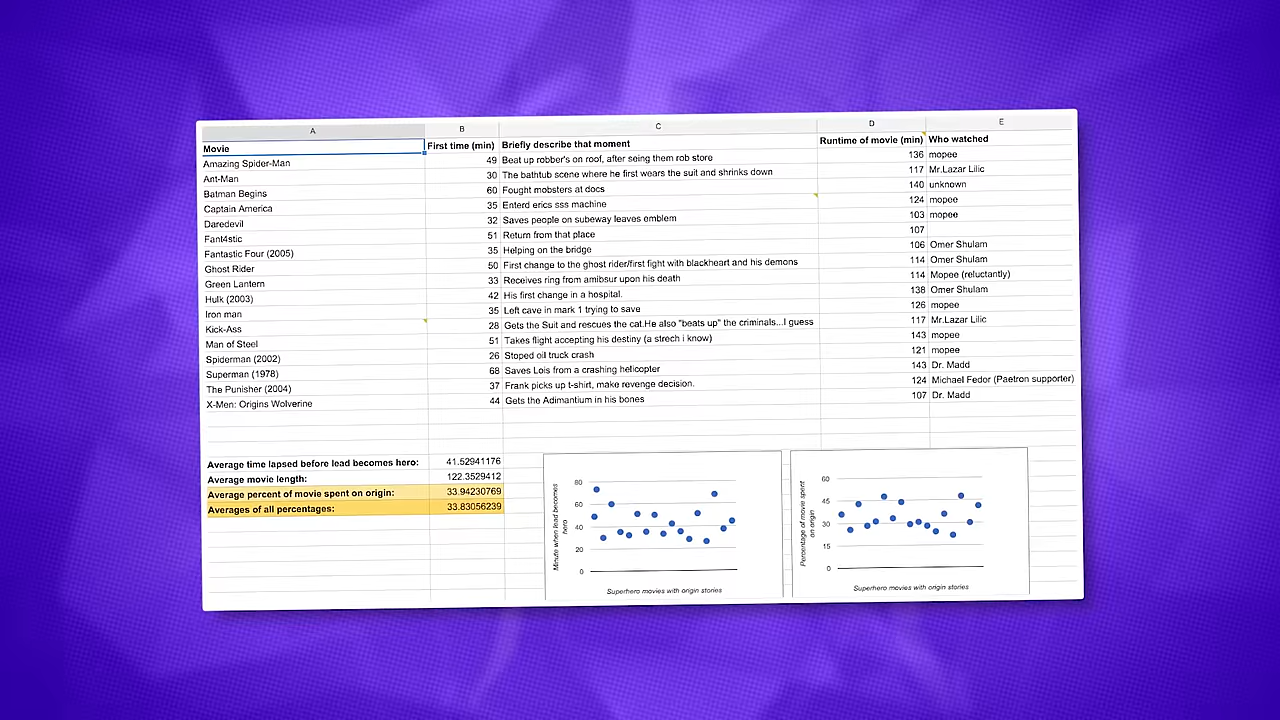 A B C D E
Movie First time (min) Briefly describe that moment Runtime of movie (min) Who watched
Amazing Spider-Man 49 Beat up robber's on roof, after seing them rob store 136 mopee
Ant-Man 30 The bathtub scene where he first wears the suit and shrinks down 117 Mr.Lazar Lilic
Batman Begins 60 Fought mobsters at docs 140 unknown
Captain America 35 Enterd erics sss machine 124 mopee
Daredevil 32 Saves people on subeway leaves emblem 103 mopee
Fant4stic 51 Return from that place 107
Fantastic Four (2005) 35 Helping on the bridge 106 Omer Shulam
Ghost Rider 50 First change to the ghost rider/first fight with blackheart and his demons 114 Omer Shulam
Green Lantern 33 Receives ring from amibsur upon his death 114 Mopee (reluctantly)
Hulk (2003) 42 His first change in a hospital. 138 Omer Shulam
Iron man 35 Left cave in mark 1 trying to save 126 mopee
Kick-Ass 28 Gets the Suit and rescues the cat.He also "beats up" the criminals...I guess 117 Mr.Lazar Lilic
Man of Steel 51 Takes flight accepting his destiny (a strech i know) 143 mopee
Spiderman (2002) 26 Stoped oil truck crash 121 mopee
Superman (1978) 68 Saves Lois from a crashing helicopter 143 Dr. Madd
The Punisher (2004) 37 Frank picks up t-shirt, make revenge decision. 124 Michael Fedor (Paetron supporter)
X-Men: Origins Wolverine 44 Gets the Adimantium in his bones 107 Dr. Madd
Average time lapsed before lead becomes hero: 41.52941176
Average movie length: 122.3529412
Average percent of movie spent on origin: 33.94230769
Averages of all percentages: 33.83056239
Minute when lead becomes
hero
80
60
40
20
0
Superhero movies with origin stories
Percentage of movie spent
on origin
60
45
30
15
0
Superhero movies with origin stories